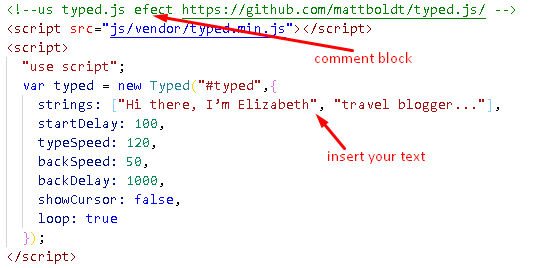 <!--us typed.js efect https://github.com/mattboldt/typed.js/ -->
<script src="js/vendor/typed.min.js"></script>
comment block
<script>
"use script";
var typed = new Typed("#typed",{
strings: ["Hi there, I’m Elizabeth", "travel blogger..."],
startDelay: 100,
typeSpeed: 120,
insert your text
backSpeed: 50,
backDelay: 1000,
showCursor: false,
loop: true
});
</script>